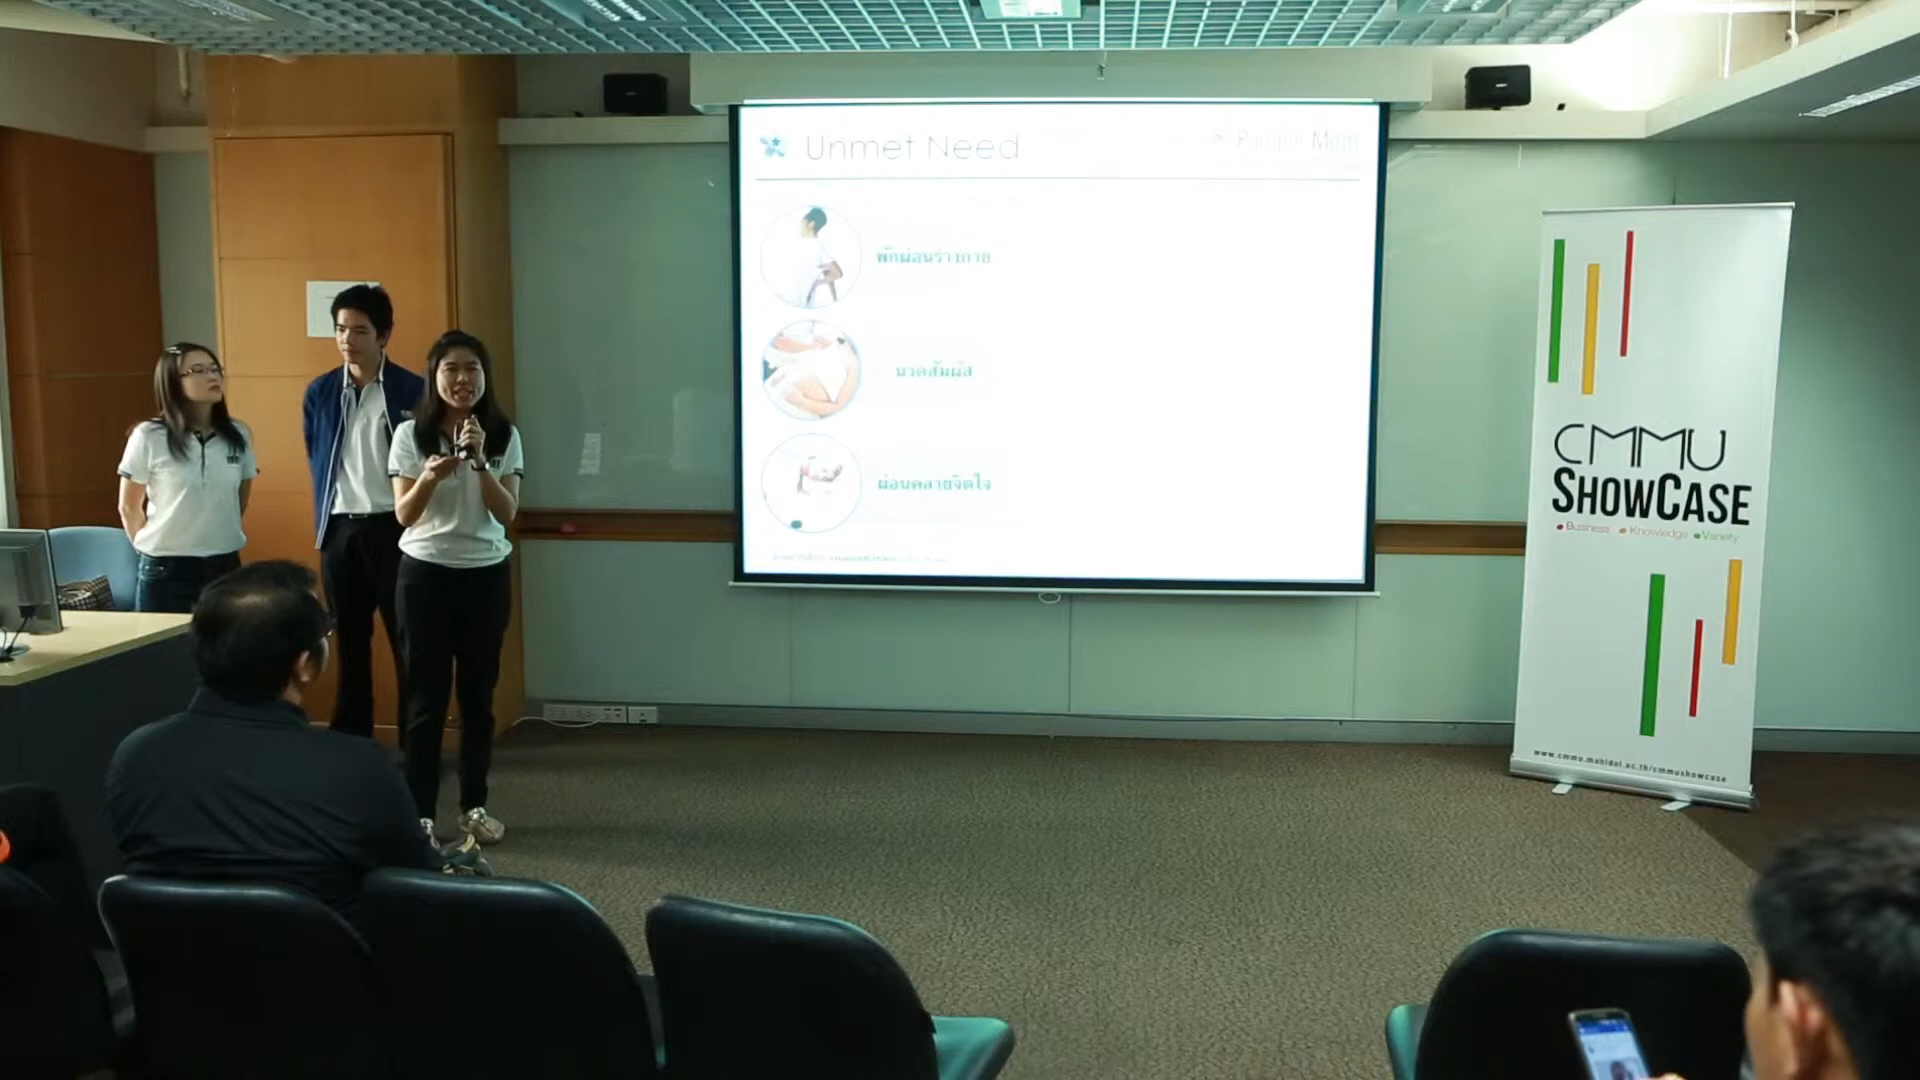 Unmet Need
พักผ่อนร่างกาย
นวดสัมผัส
ผ่อนคลายจิตใจ
CMMU
SHOWCASE
Business Knowledge Variety
www.cmmu.mahidol.ac.th/cmmushowcase